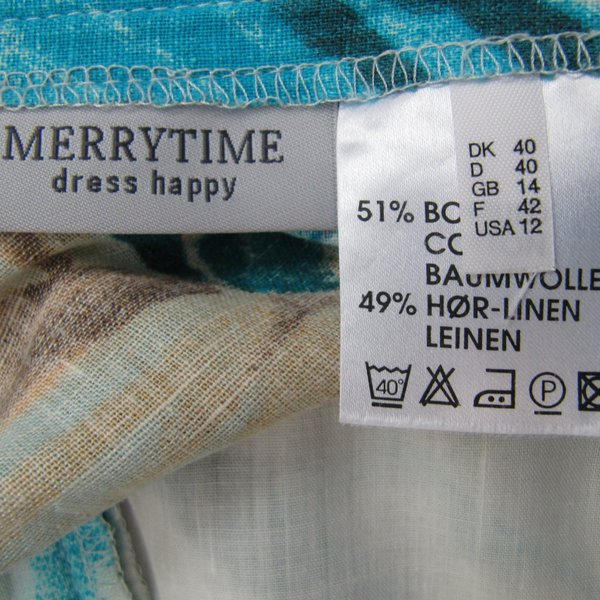 MERRYTIME
dress happy
DK 40
D 40
GB 14
F 42
USA 12
51%
BAUMWOLLE
49% HØR-LINEN
LEINEN
40°
P